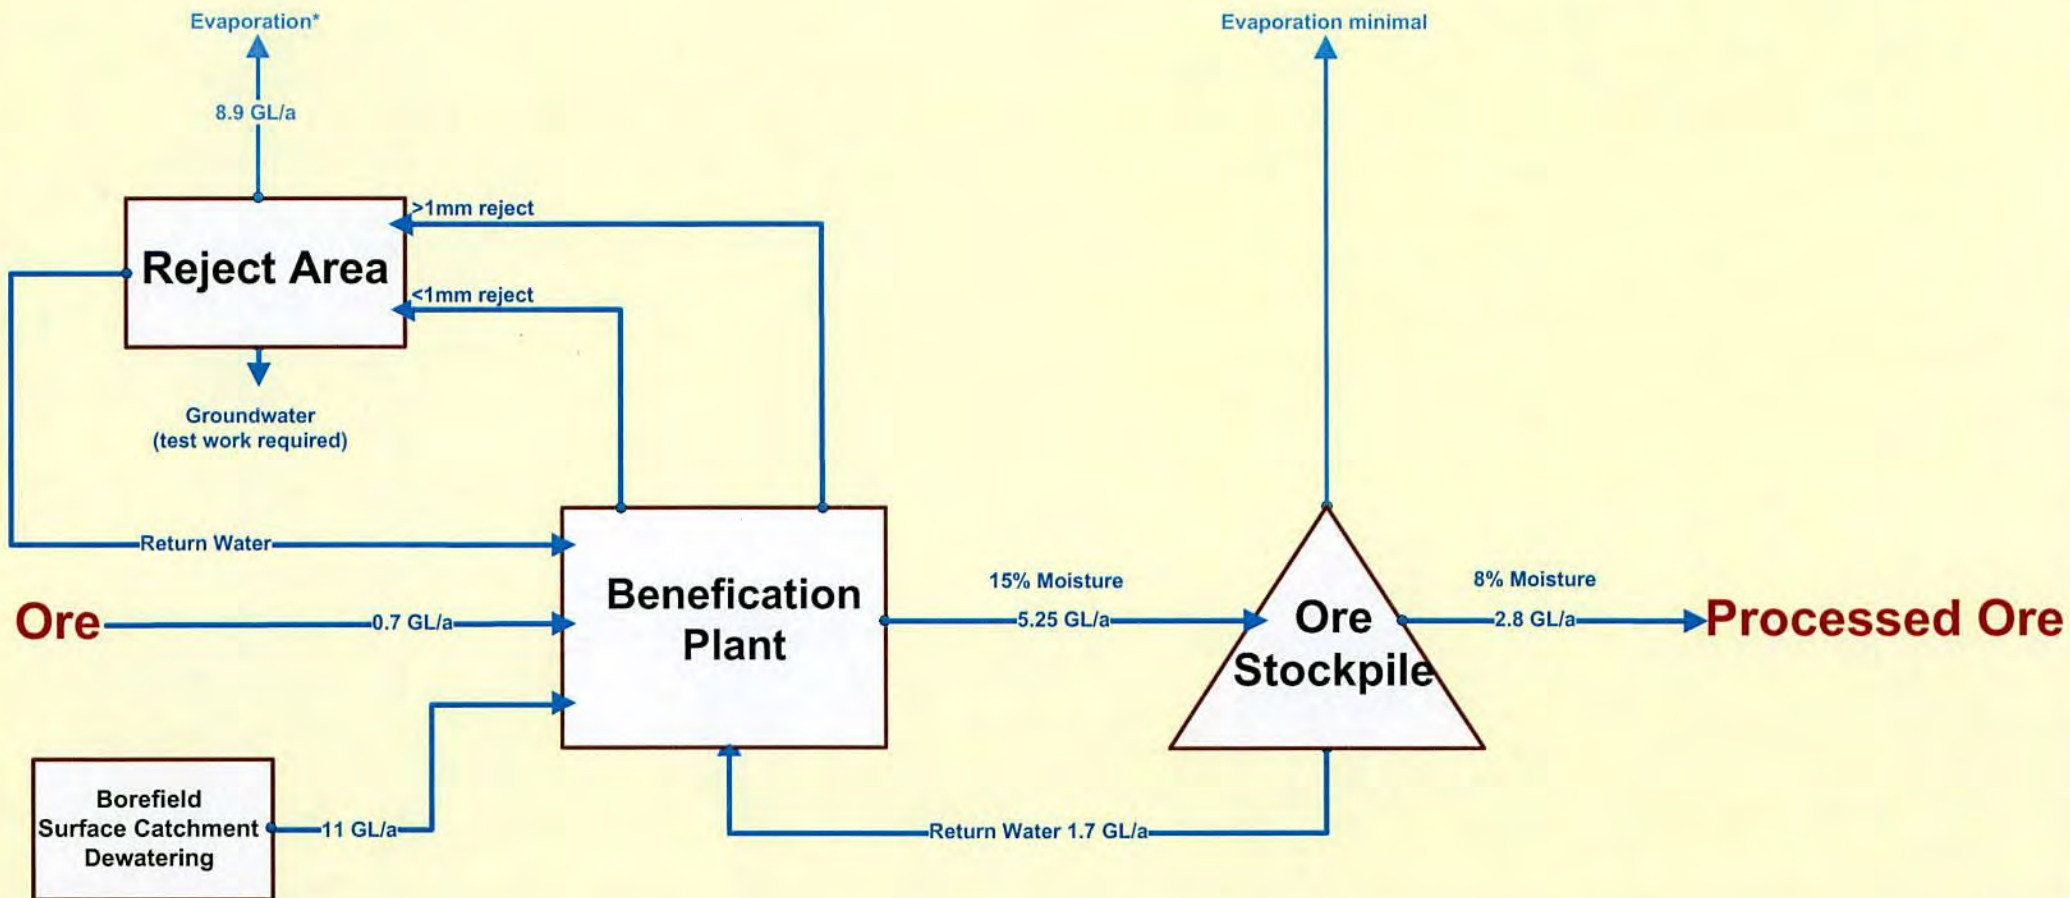 Evaporation*
Evaporation minimal
8.9 GL/a
>1mm reject
Reject Area
<1mm reject
Groundwater
(test work required)
Return Water
Ore
0.7 GL/a
Benefication
Plant
15% Moisture
5.25 GL/a
Ore
Stockpile
8% Moisture
2.8 GL/a
Processed Ore
Borefield
Surface Catchment
Dewatering
11 GL/a
Return Water 1.7 GL/a